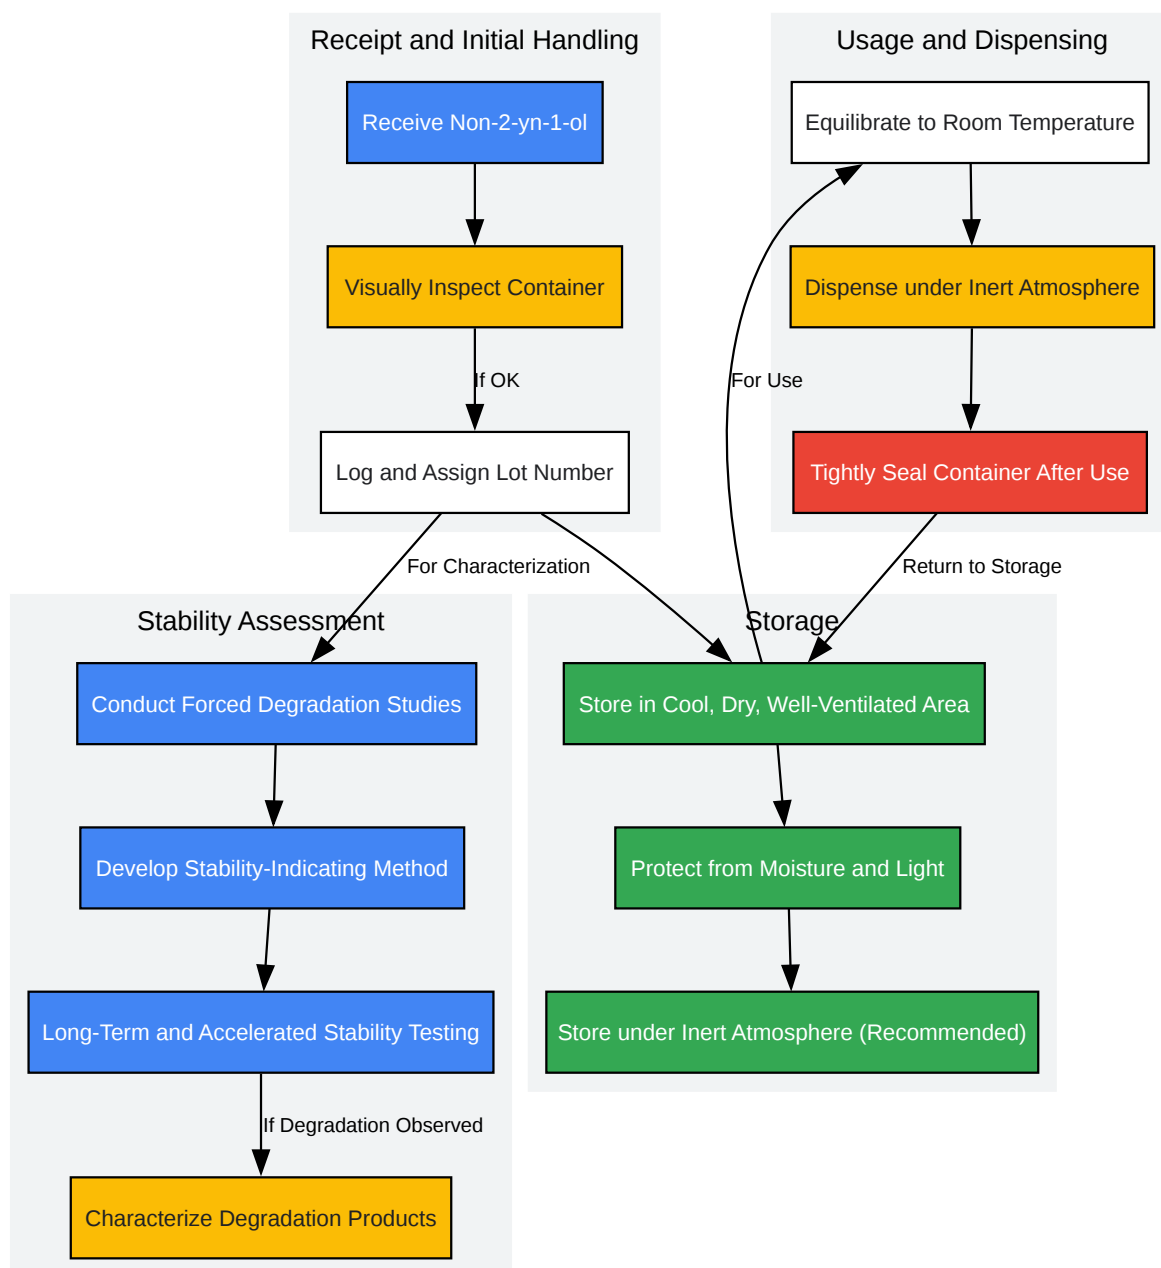 Receipt and Initial Handling
Receive Non-2-yn-1-ol
Visually Inspect Container
If OK
Log and Assign Lot Number
Usage and Dispensing
Equilibrate to Room Temperature
Dispense under Inert Atmosphere
For Use
Tightly Seal Container After Use
For Characterization
Return to Storage
Stability Assessment
Conduct Forced Degradation Studies
Develop Stability-Indicating Method
Long-Term and Accelerated Stability Testing
If Degradation Observed
Characterize Degradation Products
Storage
Store in Cool, Dry, Well-Ventilated Area
Protect from Moisture and Light
Store under Inert Atmosphere (Recommended)